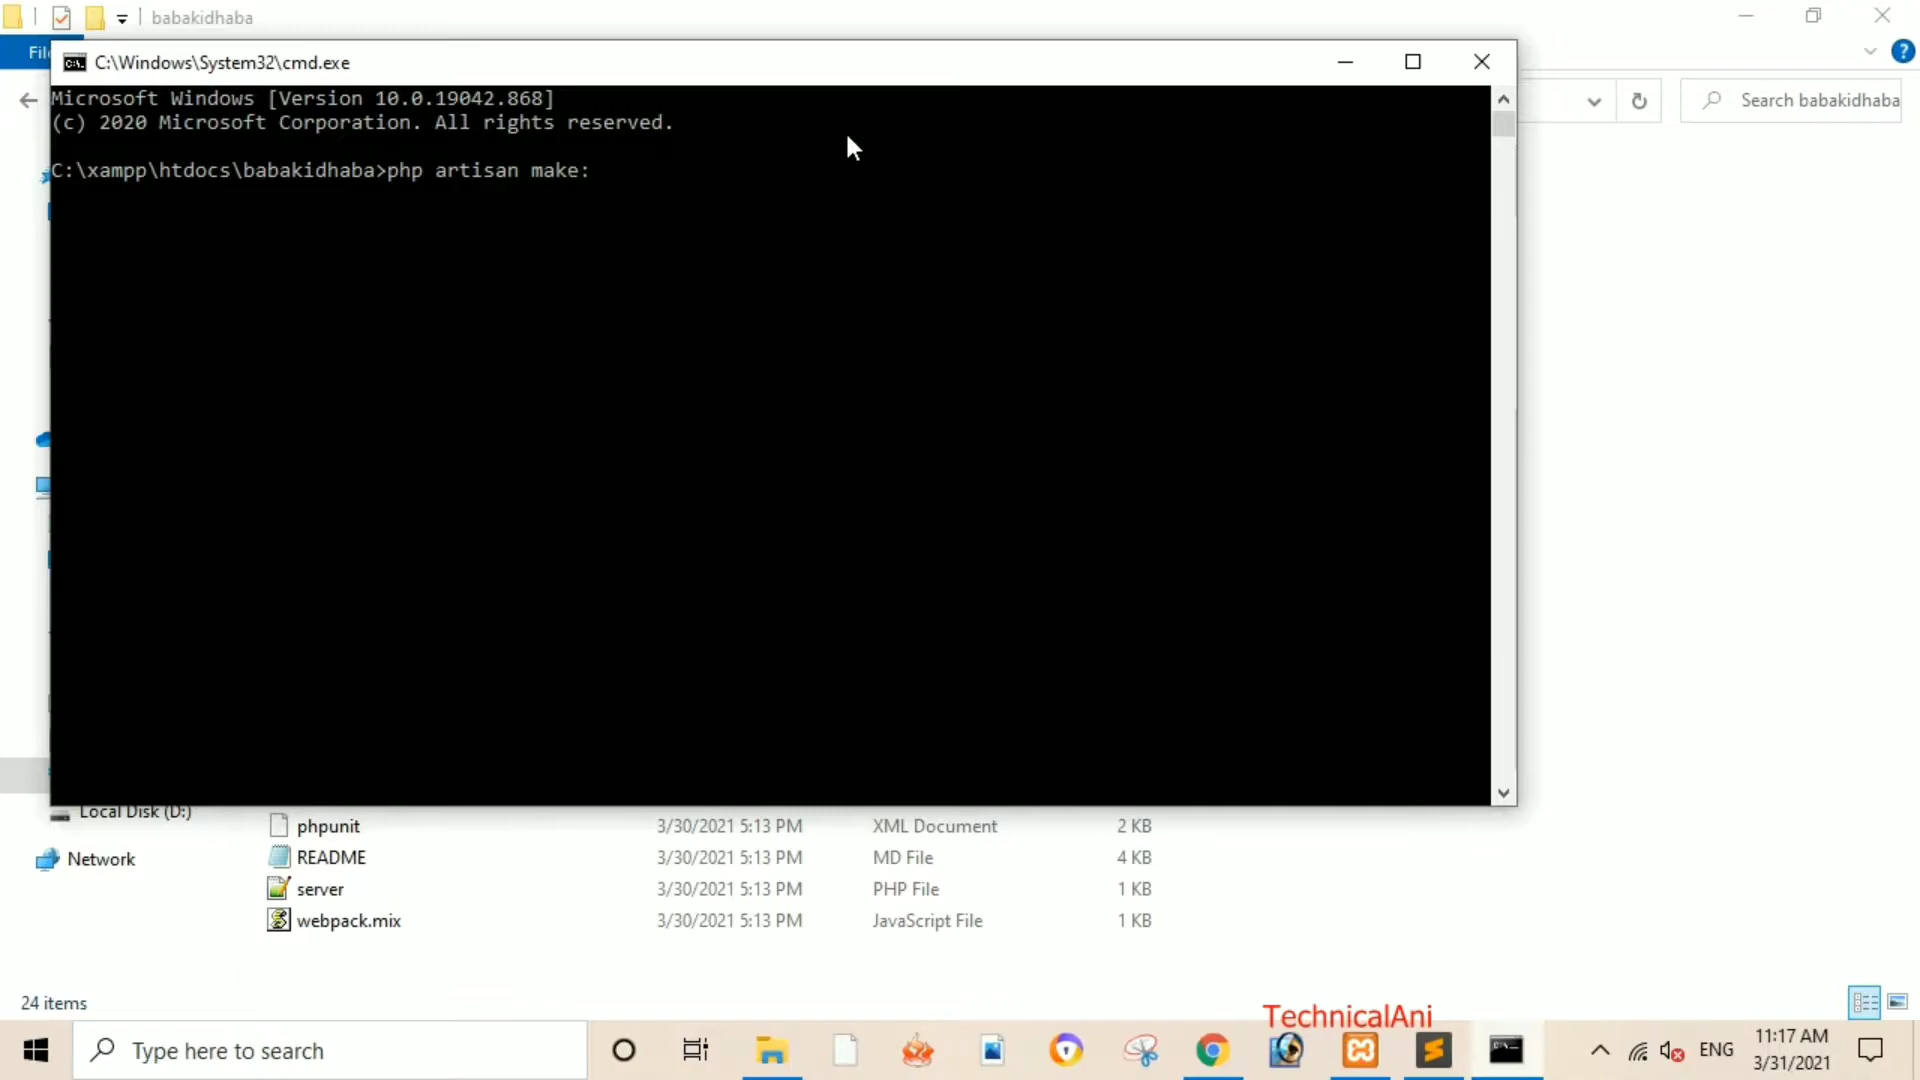 babakidhaba
File
C:\Windows\System32\cmd.exe
Microsoft Windows [Version 10.0.19042.868]
(c) 2020 Microsoft Corporation. All rights reserved.
C:\xampp\htdocs\babakidhaba>php artisan make:
Search babakidhaba
Local Disk (D:)
Network
phpunit 3/30/2021 5:13 PM XML Document 2 KB
README 3/30/2021 5:13 PM MD File 4 KB
server 3/30/2021 5:13 PM PHP File 1 KB
webpack.mix 3/30/2021 5:13 PM JavaScript File 1 KB
24 items
TechnicalAni
Type here to search
ENG
11:17 AM
3/31/2021